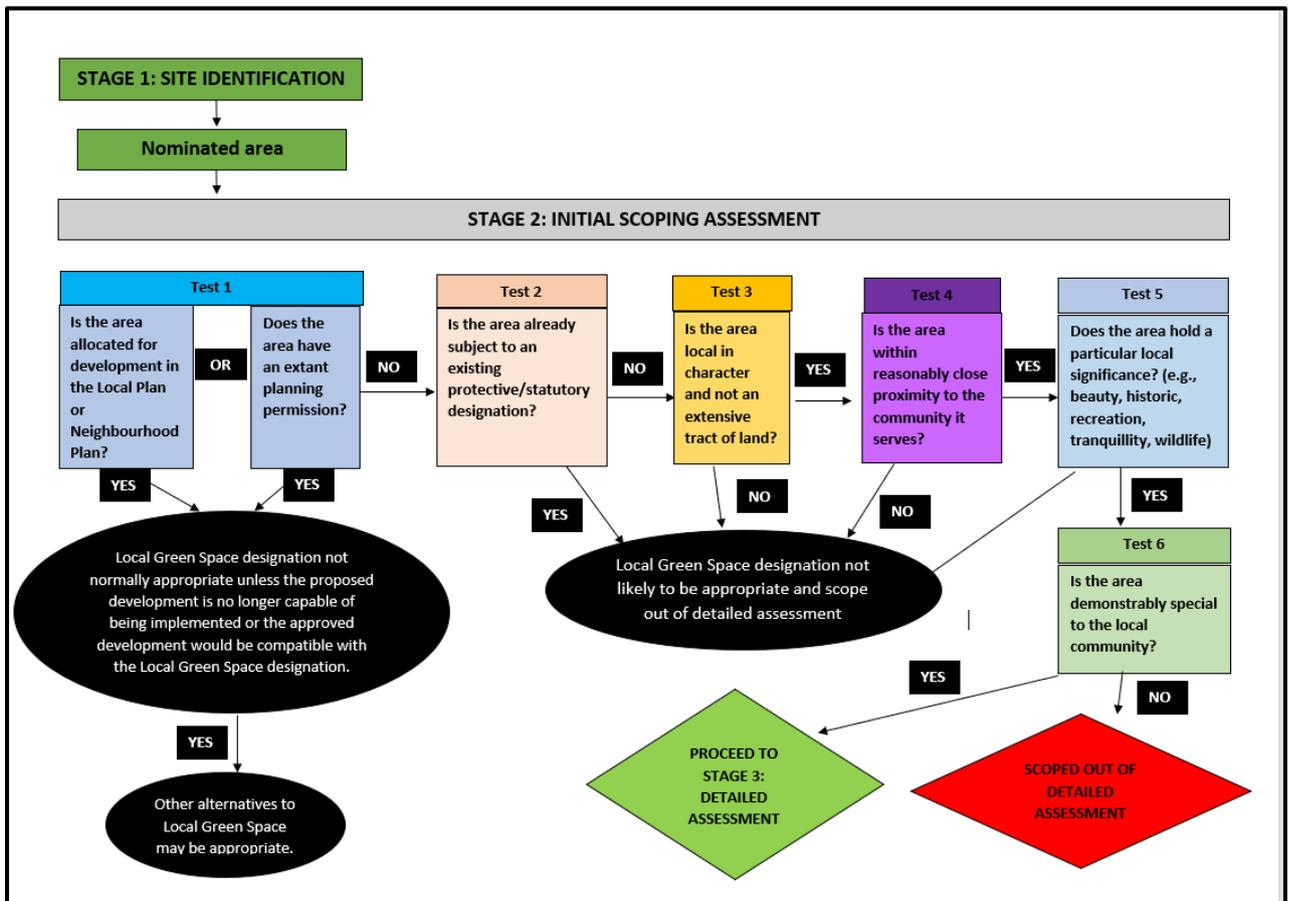 STAGE 1: SITE IDENTIFICATION
Nominated area
STAGE 2: INITIAL SCOPING ASSESSMENT
Test 1
Is the area
allocated for
development in
the Local Plan
or
Neighbourhood
Plan?
OR
Does the
area have
an extant
planning
permission?
NO
Test 2
Is the area already
subject to an
existing
protective/statutory
designation?
NO
Test 3
Is the area
local in
character
and not an
extensive
tract of land?
YES
Test 4
Is the area
within
reasonably close
proximity to the
community it
serves?
YES
Test 5
Does the area hold a
particular local
significance? (e.g.,
beauty, historic,
recreation,
tranquillity, wildlife)
YES
YES
YES
NO
NO
YES
Local Green Space designation not
normally appropriate unless the proposed
development is no longer capable of
being implemented or the approved
development would be compatible with
the Local Green Space designation.
Local Green Space designation not
likely to be appropriate and scope
out of detailed assessment
Test 6
Is the area
demonstrably special
to the local
community?
YES
NO
YES
Other alternatives to
Local Green Space
may be appropriate.
PROCEED TO
STAGE 3:
DETAILED
ASSESSMENT
SCOPED OUT OF
DETAILED
ASSESSMENT